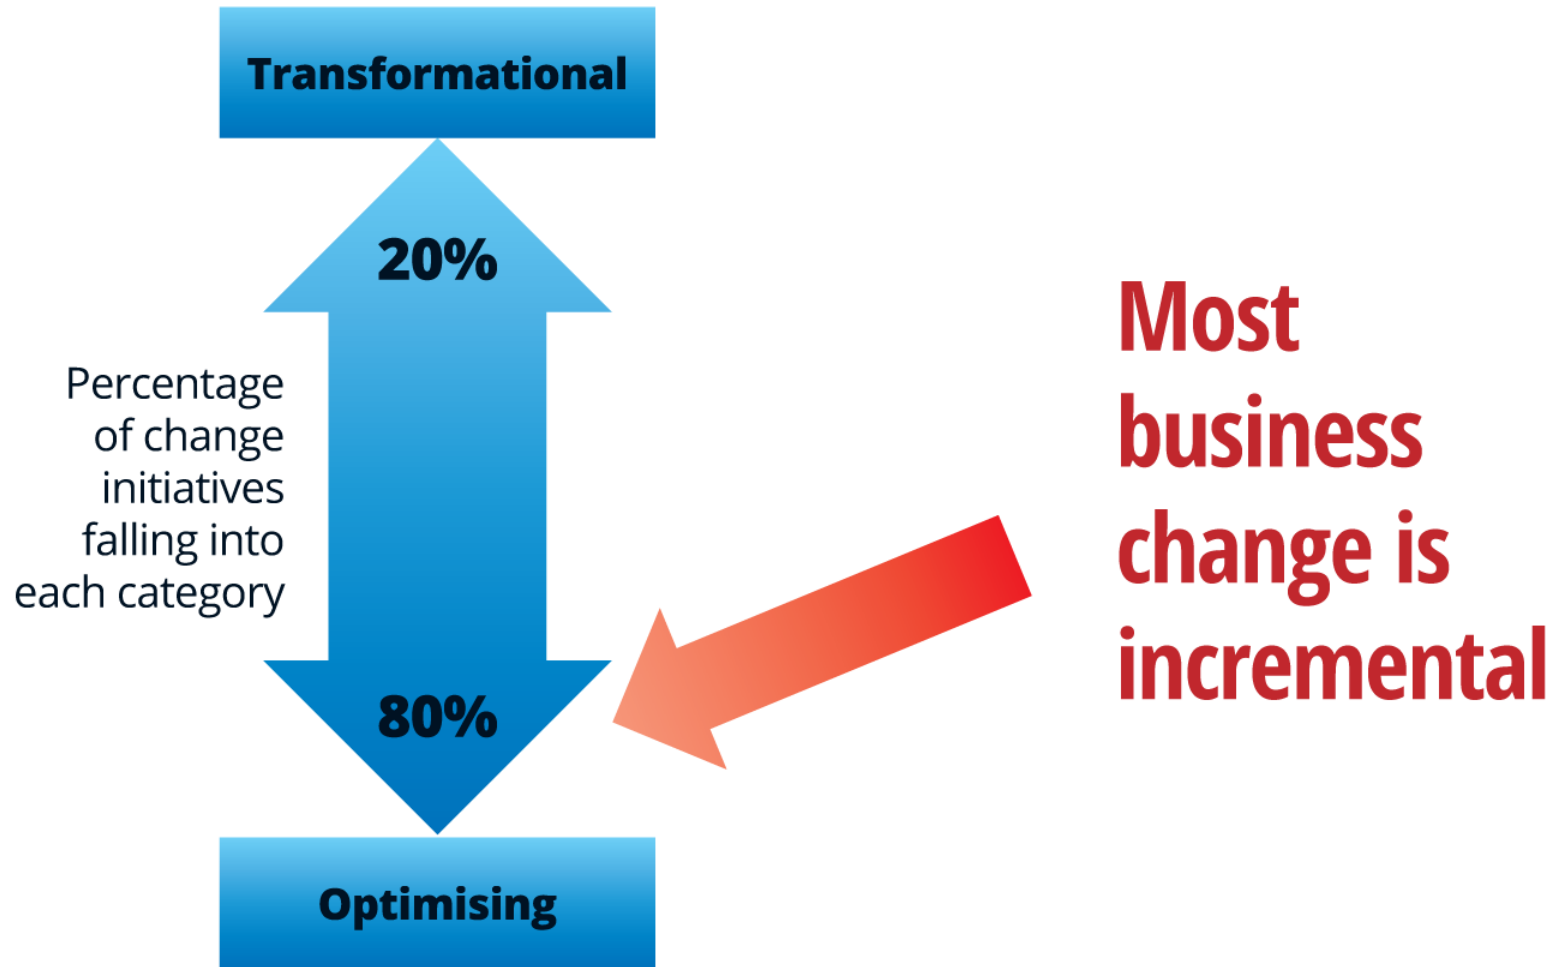 Transformational
20%
Percentage
of change
initiatives
falling into
each category
80%
Optimising
Most
business
change is
incremental